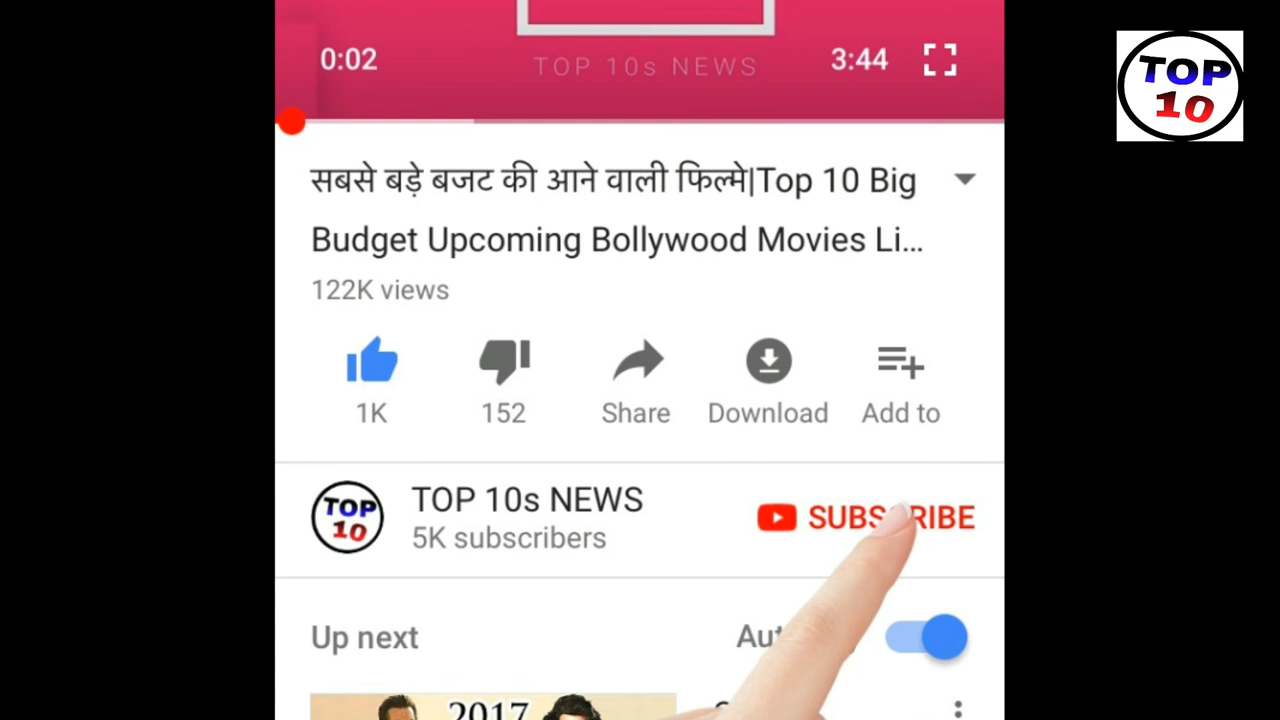 0:02
TOP 10s NEWS
3:44
TOP
10
सबसे बड़े बजट की आने वाली फिल्मे|Top 10 Big
Budget Upcoming Bollywood Movies Li...
122K views
1K
152
Share
Download
Add to
TOP
10
TOP 10s NEWS
5K subscribers
SUBSCRIBE
Up next
2017